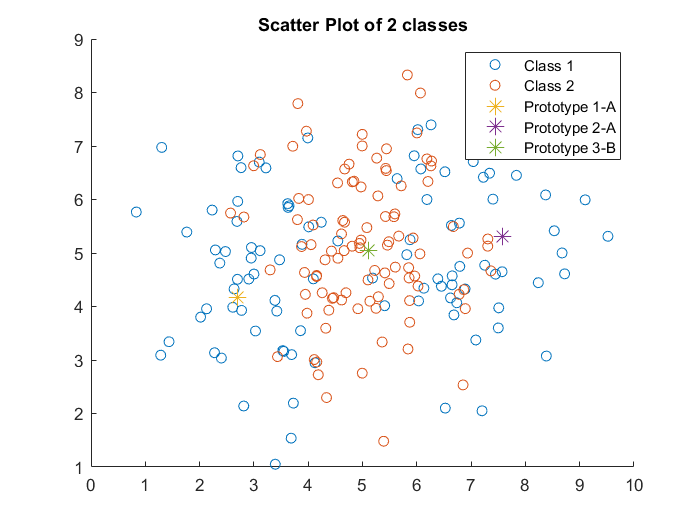 Scatter Plot of 2 classes
9
8
7
6
5
4
3
2
1
0 1 2 3 4 5 6 7 8 9 10
Class 1
Class 2
Prototype 1-A
Prototype 2-A
Prototype 3-B